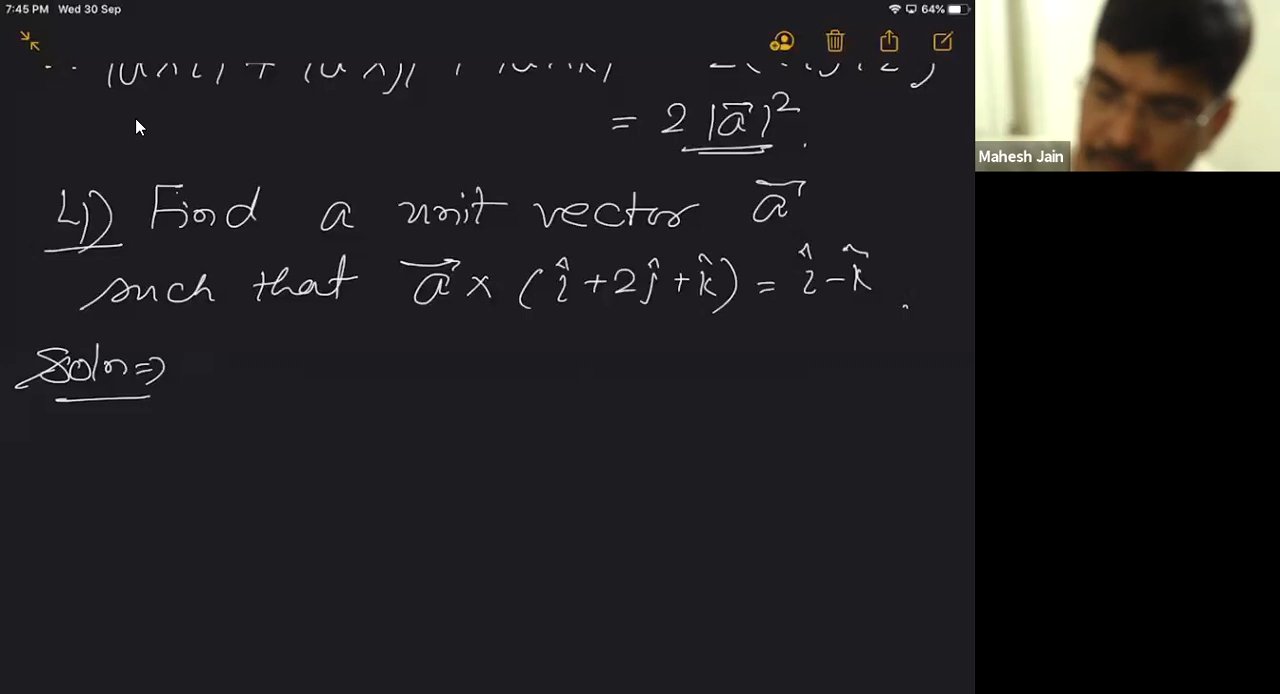 7:45 PM Wed 30 Sep
64%
= 2 |a⃗|².
Mahesh Jain
4) Find a unit vector a⃗
such that a⃗ × (î + 2ĵ + k̂) = î - k̂.
Soln ⇒